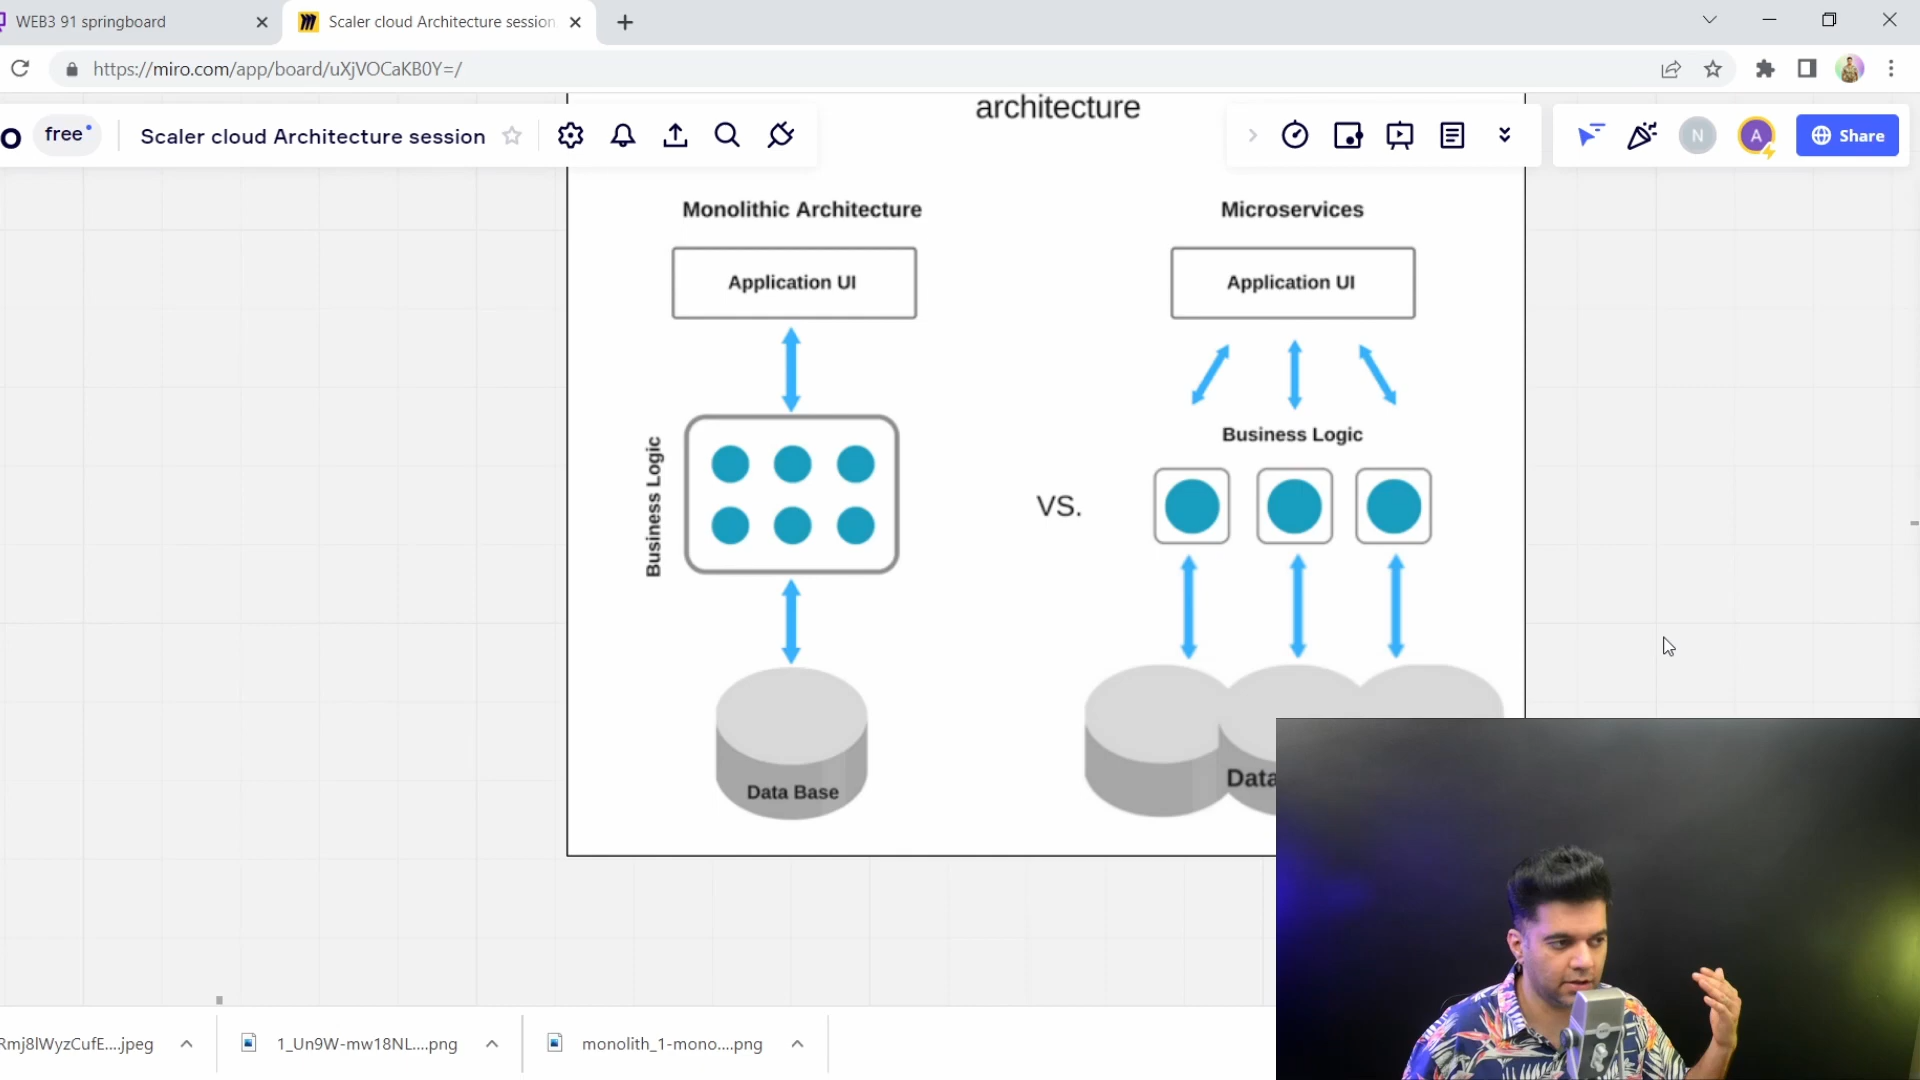 WEB3 91 springboard
Scaler cloud Architecture session
https://miro.com/app/board/uXjVOCaKB0Y=/
o free Scaler cloud Architecture session
N A Share
architecture
Monolithic Architecture
Microservices
Application UI
Application UI
Business Logic
Business Logic
VS.
Data Base
Data
Rmj8lWyzCufE....jpeg
1_Un9W-mw18NL....png
monolith_1-mono....png